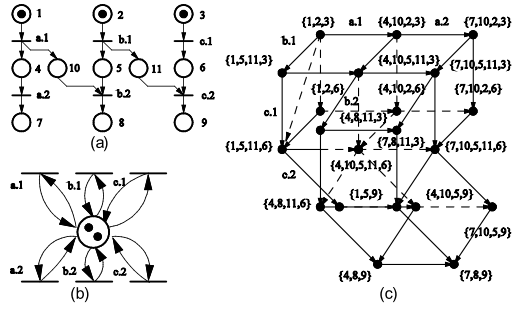 1 2 3
a.1 b.1 c.1
4 10 5 11 6
a.2 b.2 c.2
7 8 9
(a)
a.1 b.1 c.1
a.2 b.2 c.2
(b)
{1,2,3} a.1 {4,10,2,3} a.2 {7,10,2,3}
b.1
{1,5,11,3} {4,10,5,11,3} {7,10,5,11,3}
{1,2,6} {4,10,2,6} {7,10,2,6}
c.1 b.2
{4,8,11,3} {7,8,11,3}
{1,5,11,6} {4,10,5,11,6} {7,10,5,11,6}
c.2
{4,8,11,6} {1,5,9} {4,10,5,9}
{7,10,5,9}
{4,8,9} {7,8,9}
(c)